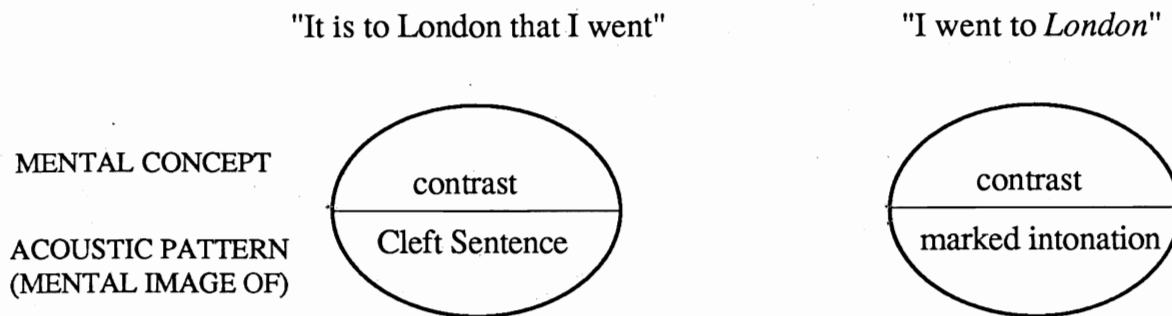 "It is to London that I went"
"I went to London"
MENTAL CONCEPT
contrast
contrast
ACOUSTIC PATTERN
(MENTAL IMAGE OF)
Cleft Sentence
marked intonation